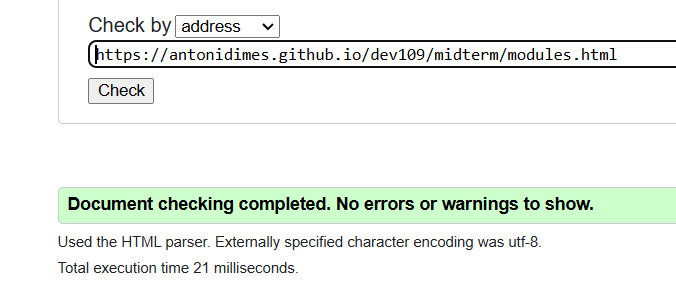 Check by address
https://antonidimes.github.io/dev109/midterm/modules.html
Check
Document checking completed. No errors or warnings to show.
Used the HTML parser. Externally specified character encoding was utf-8.
Total execution time 21 milliseconds.